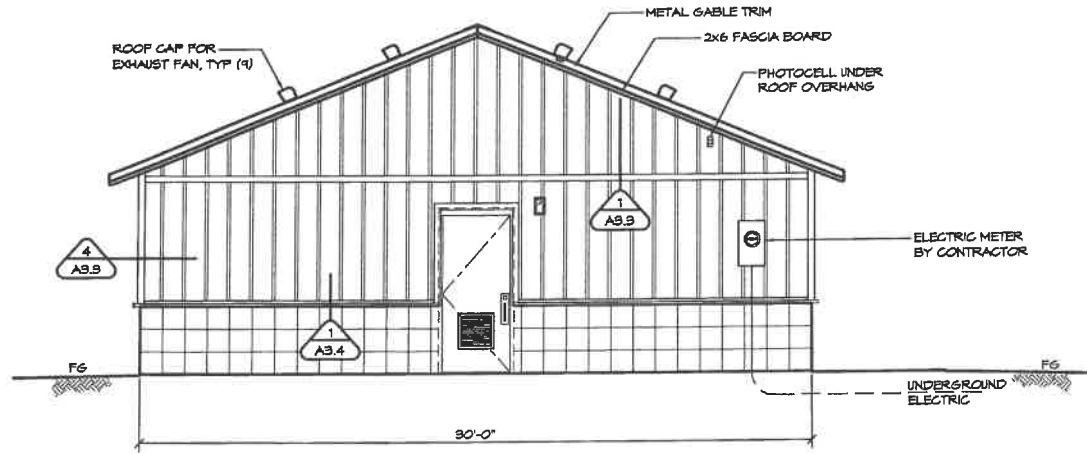 METAL GABLE TRIM
ROOF CAP FOR
EXHAUST FAN, TYP (9)
2x6 FASCIA BOARD
PHOTOCELL UNDER
ROOF OVERHANG
1
A3.3
4
A3.3
ELECTRIC METER
BY CONTRACTOR
1
A3.4
FG
FG
UNDERGROUND
ELECTRIC
30'-0"